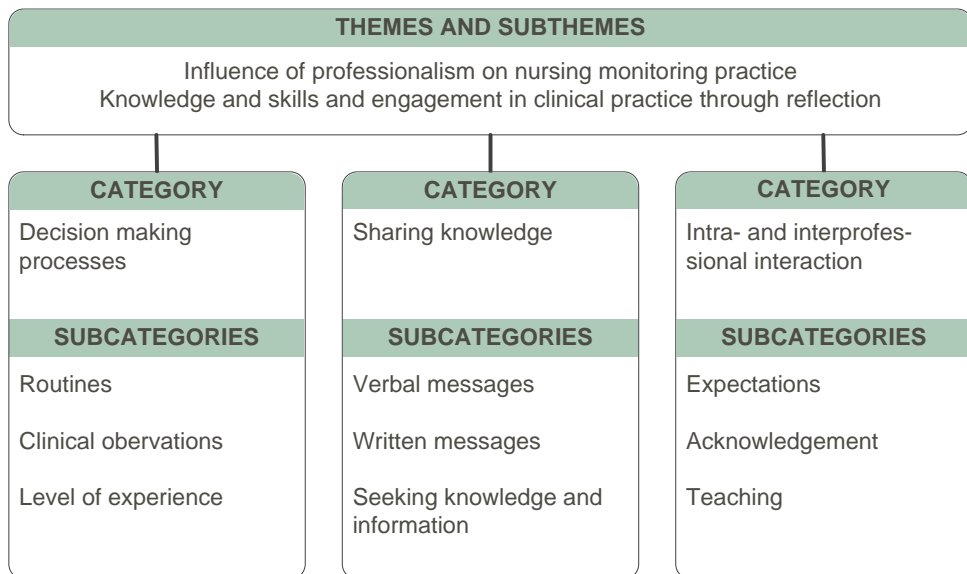 THEMES AND SUBTHEMES
Influence of professionalism on nursing monitoring practice
Knowledge and skills and engagement in clinical practice through reflection
CATEGORY
Decision making
processes
SUBCATEGORIES
Routines
Clinical obervations
Level of experience
CATEGORY
Sharing knowledge
SUBCATEGORIES
Verbal messages
Written messages
Seeking knowledge and
information
CATEGORY
Intra- and interprofes-
sional interaction
SUBCATEGORIES
Expectations
Acknowledgement
Teaching